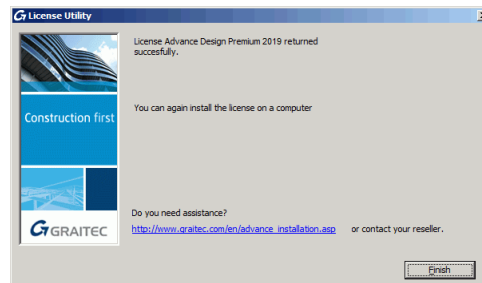 License Utility
License Advance Design Premium 2019 returned
succesfully.
You can again install the license on a computer
Construction first
Do you need assistance?
http://www.graitec.com/en/advance_installation.asp or contact your reseller.
GRAITEC
Finish